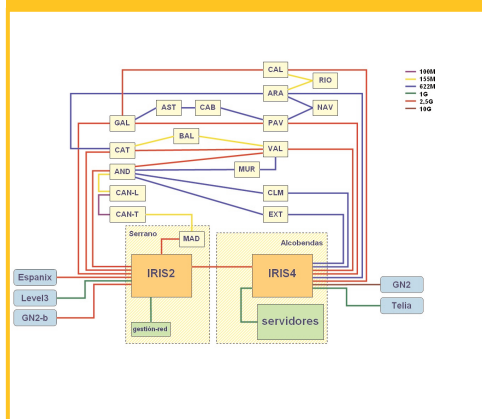 CAL
RIO
100M
155M
622M
1G
2,5G
10G
ARA
AST
CAB
NAV
GAL
PAV
BAL
CAT
VAL
AND
MUR
CAN-L
CLM
CAN-T
EXT
Serrano
MAD
Alcobendas
IRIS2
IRIS4
Espanix
Level3
GN2-b
GN2
Telia
gestión-red
servidores